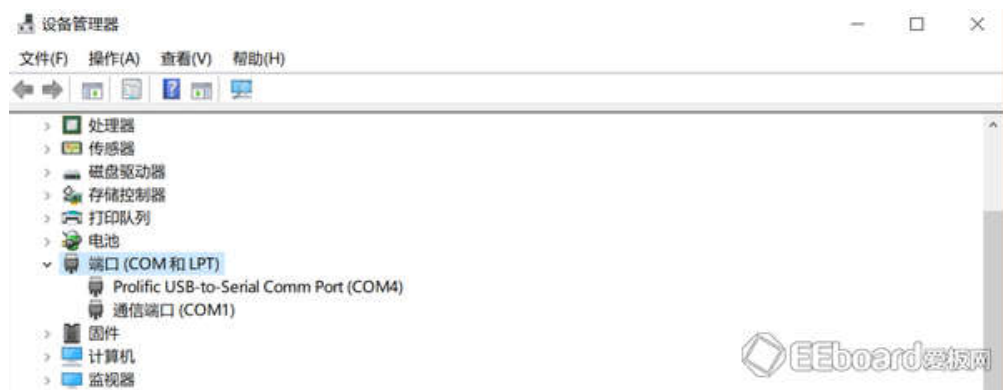 设备管理器
文件(F) 操作(A) 查看(V) 帮助(H)
处理器
传感器
磁盘驱动器
存储控制器
打印队列
电池
端口 (COM 和 LPT)
Prolific USB-to-Serial Comm Port (COM4)
通信端口 (COM1)
固件
计算机
监视器
EEboard爱板网